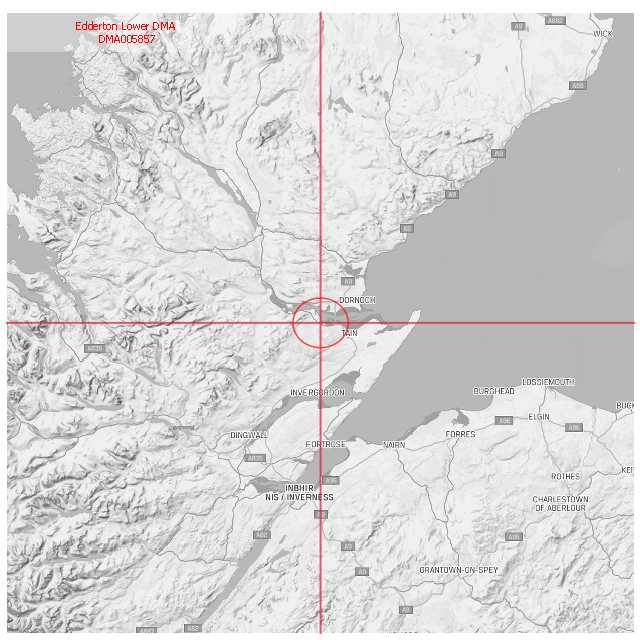 Edderton Lower DMA
DMA005857
A9
A882
WICK
A99
A9
A9
A9
A9
DORNOCH
TAIN
A835
INVERGORDON
LOSSIEMOUTH
BURGHEAD
ELGIN
A96
A96
DINGWALL
FORRES
FORTROSE
NAIRN
A835
A96
ROTHES
INBHIR
NIS / INVERNESS
CHARLESTOWN
OF ABERLOUR
A9
A82
A95
A9
A9
GRANTOWN-ON-SPEY
A9
A82